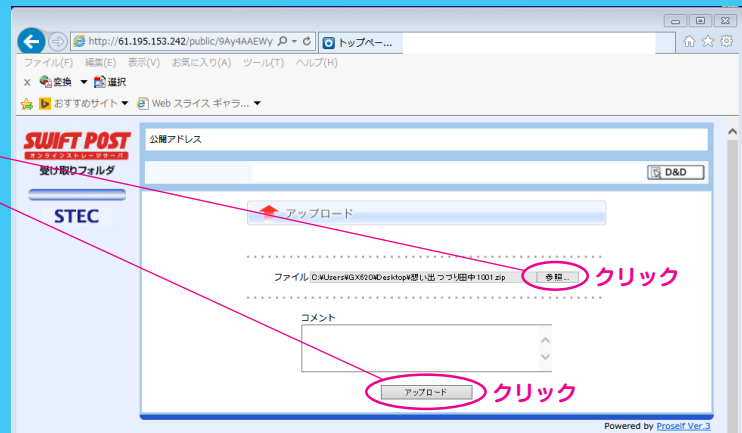 http://61.195.153.242/public/9Ay4AAEWy
トップペー...
ファイル(F) 編集(E) 表示(V) お気に入り(A) ツール(T) ヘルプ(H)
x 変換 ▼ 選択
おすすめサイト ▼ Web スライス ギャラ... ▼
SWIFT POST
オンラインストレージサーバ
受け取りフォルダ
STEC
公開アドレス
D&D
アップロード
ファイル C:¥Users¥GX620¥Desktop¥想い出つづり田中1001.zip 参照... クリック
コメント
アップロード クリック
Powered by Proself Ver.3